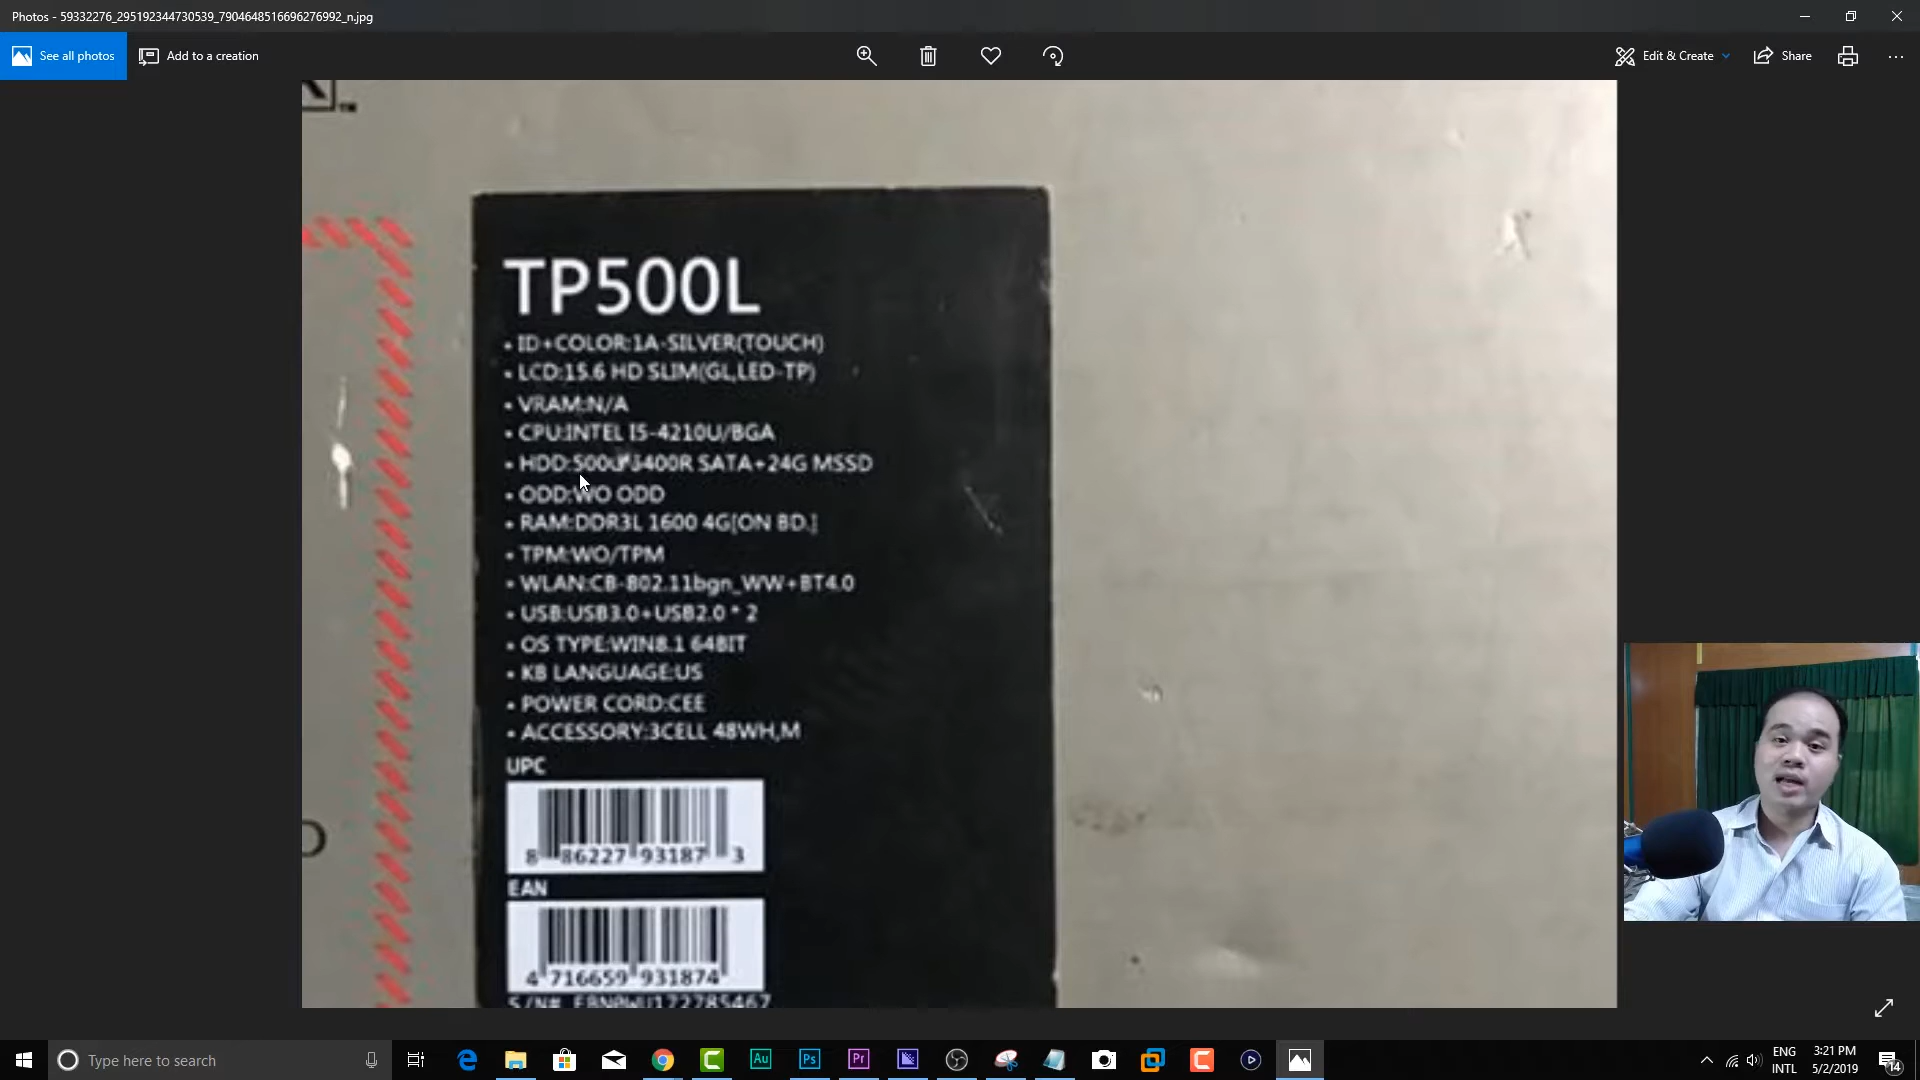 Photos - 59332276_295192344730539_7904648516696276992_n.jpg
See all photos
Add to a creation
Edit & Create
Share
TM
TP500L
• ID+COLOR:1A-SILVER(TOUCH)
• LCD:15.6 HD SLIM(GL,LED-TP)
• VRAM:N/A
• CPU:INTEL I5-4210U/BGA
• HDD:500G 5400R SATA+24G MSSD
• ODD:WO ODD
• RAM:DDR3L 1600 4G[ON BD.]
• TPM:WO/TPM
• WLAN:CB-802.11bgn_WW+BT4.0
• USB:USB3.0+USB2.0 * 2
• OS TYPE:WIN8.1 64BIT
• KB LANGUAGE:US
• POWER CORD:CEE
• ACCESSORY:3CELL 48WH,M
UPC
8 86227 93187 3
EAN
4 716659 931874
S/N#
Type here to search
Au
Ps
Pr
ENG
INTL
3:21 PM
5/2/2019
14